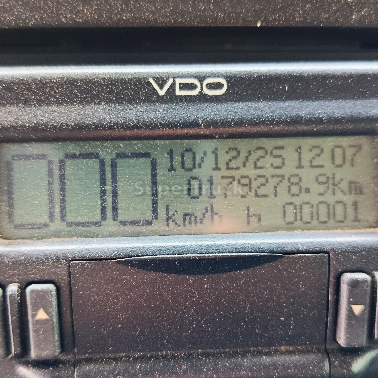 VDO
000
10/12/25 12 07
0179278.9km
km/h h 00001